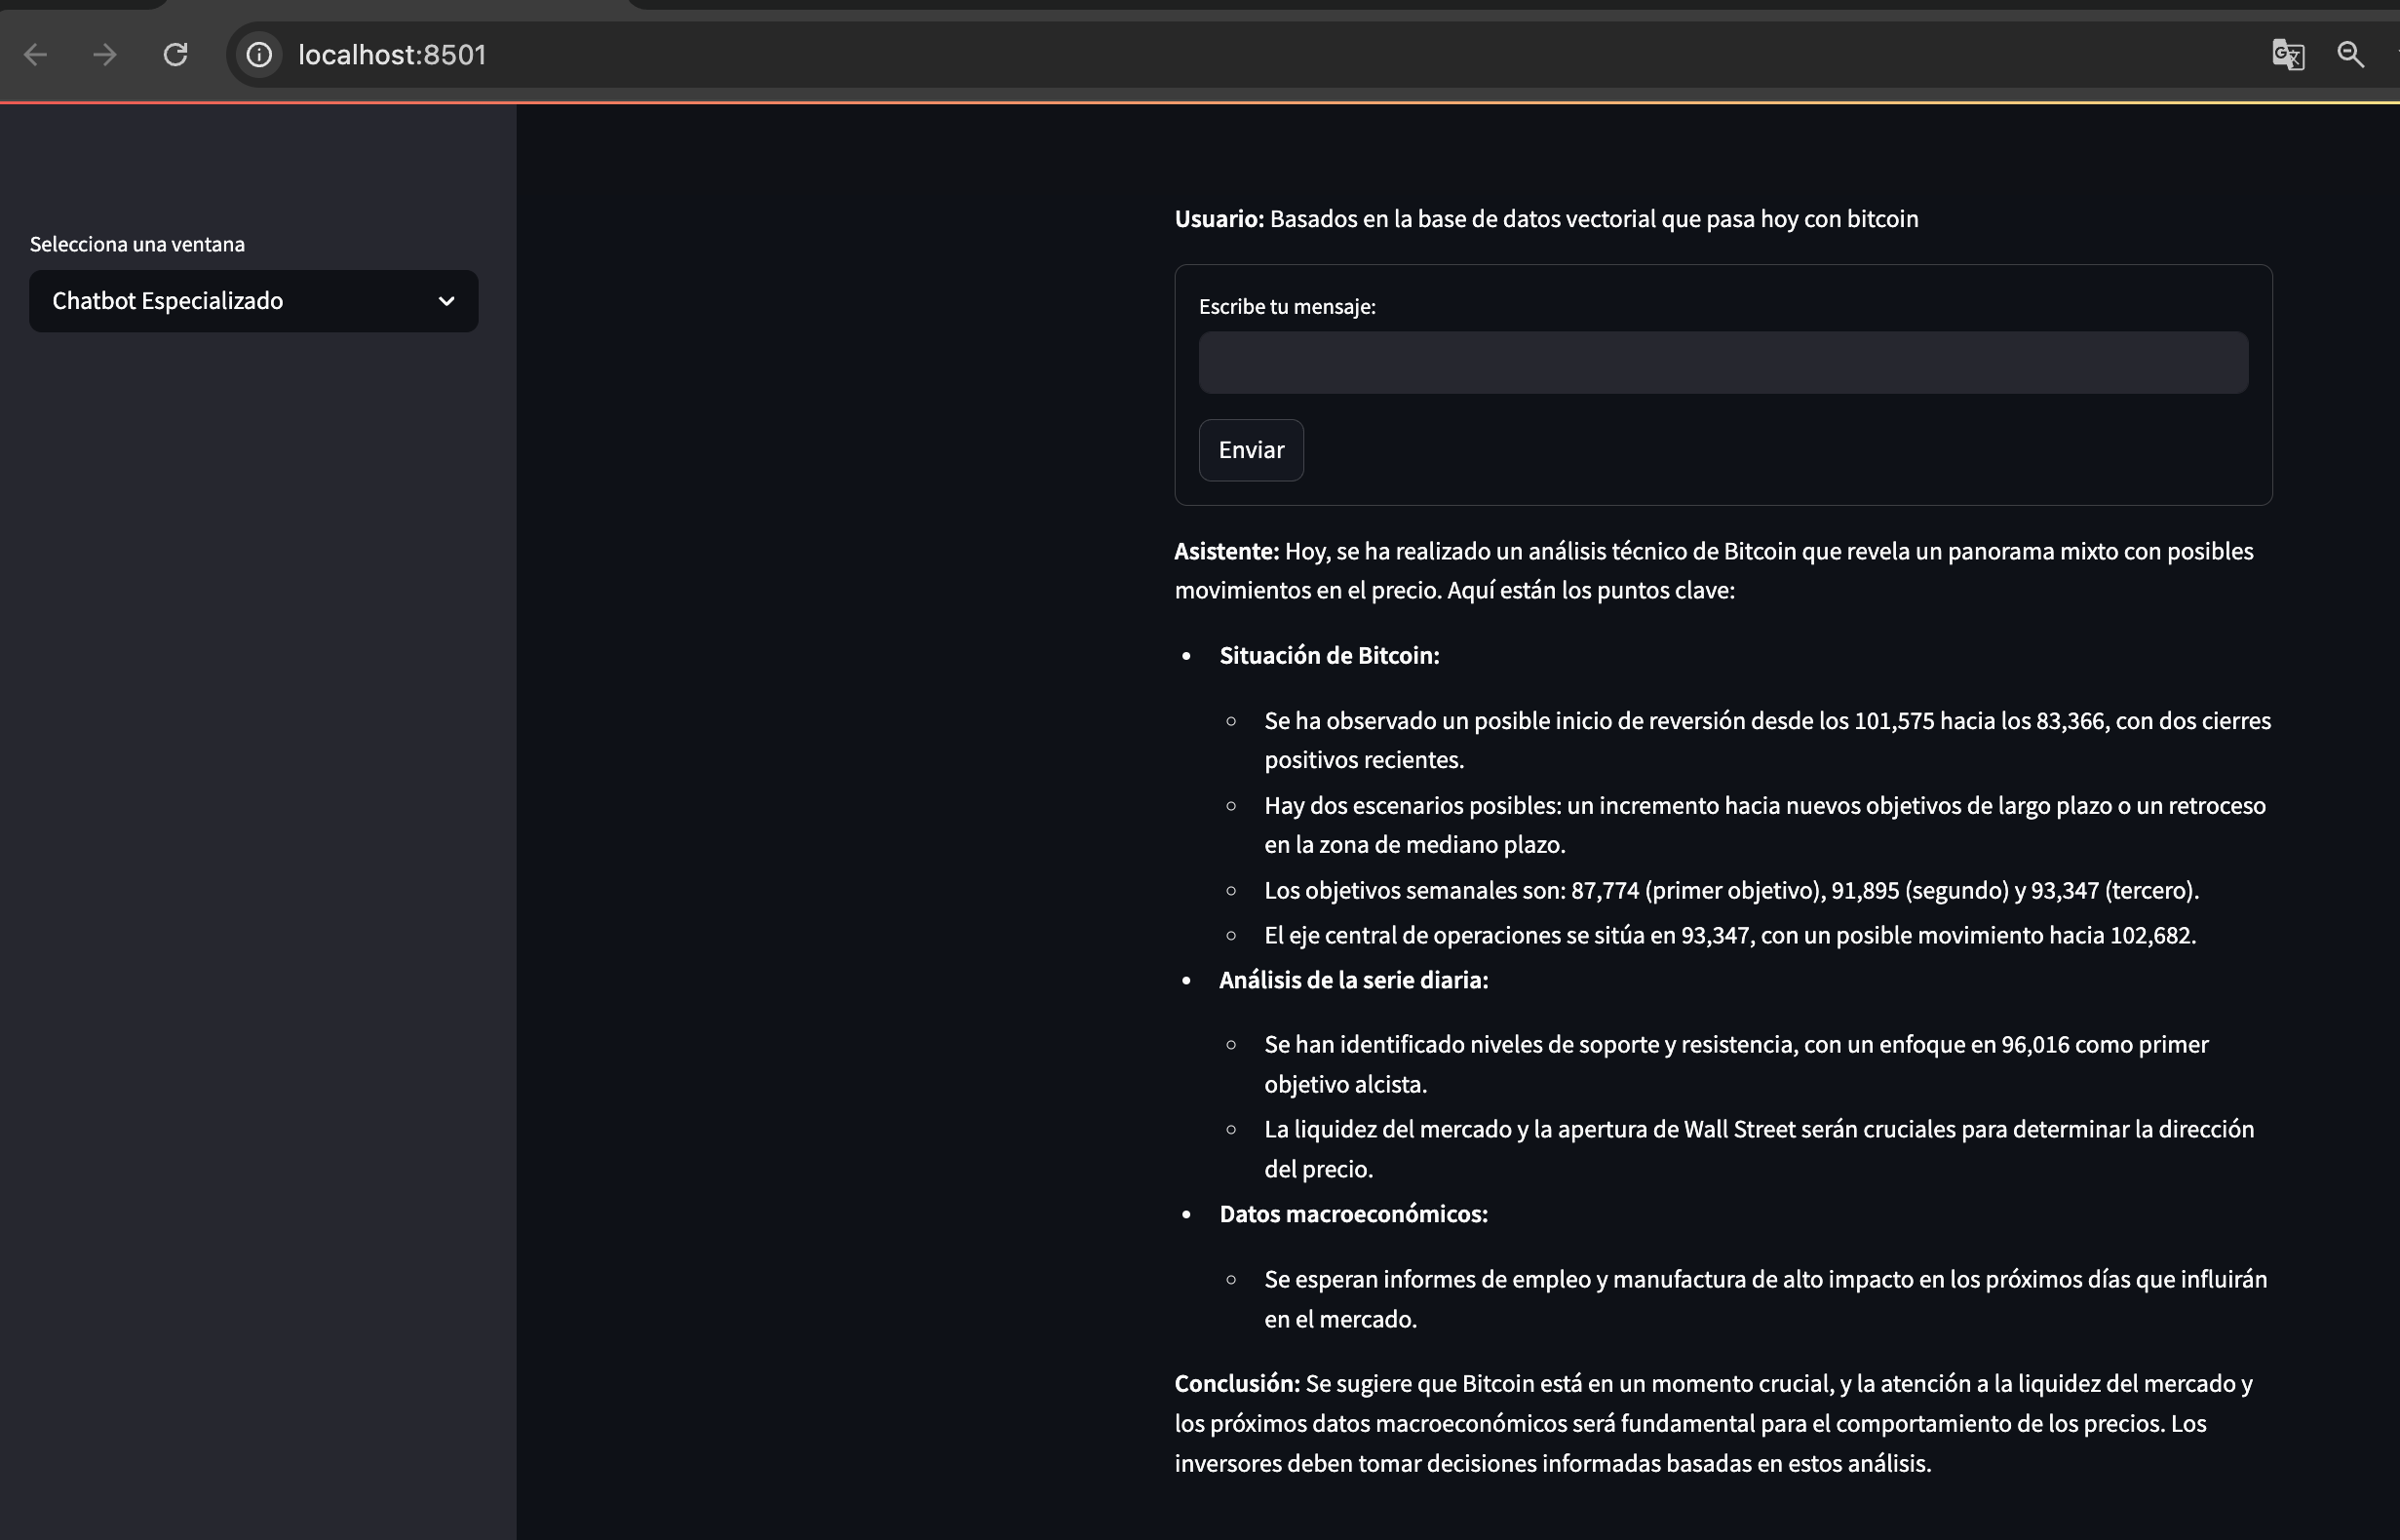 localhost:8501
Selecciona una ventana
Chatbot Especializado
Usuario: Basados en la base de datos vectorial que pasa hoy con bitcoin
Escribe tu mensaje:
Enviar
Asistente: Hoy, se ha realizado un análisis técnico de Bitcoin que revela un panorama mixto con posibles
movimientos en el precio. Aquí están los puntos clave:
• Situación de Bitcoin:
◦ Se ha observado un posible inicio de reversión desde los 101,575 hacia los 83,366, con dos cierres
positivos recientes.
◦ Hay dos escenarios posibles: un incremento hacia nuevos objetivos de largo plazo o un retroceso
en la zona de mediano plazo.
◦ Los objetivos semanales son: 87,774 (primer objetivo), 91,895 (segundo) y 93,347 (tercero).
◦ El eje central de operaciones se sitúa en 93,347, con un posible movimiento hacia 102,682.
• Análisis de la serie diaria:
◦ Se han identificado niveles de soporte y resistencia, con un enfoque en 96,016 como primer
objetivo alcista.
◦ La liquidez del mercado y la apertura de Wall Street serán cruciales para determinar la dirección
del precio.
• Datos macroeconómicos:
◦ Se esperan informes de empleo y manufactura de alto impacto en los próximos días que influirán
en el mercado.
Conclusión: Se sugiere que Bitcoin está en un momento crucial, y la atención a la liquidez del mercado y
los próximos datos macroeconómicos será fundamental para el comportamiento de los precios. Los
inversores deben tomar decisiones informadas basadas en estos análisis.